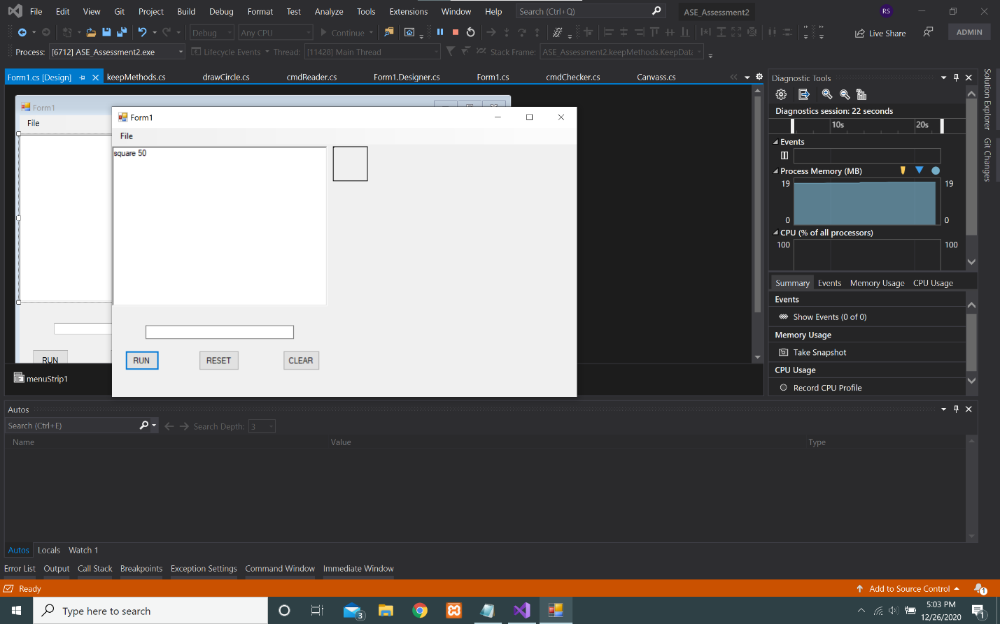 File Edit View Git Project Build Debug Format Test Analyze Tools Extensions Window Help Search (Ctrl+Q) ASE_Assessment2 RS
Debug Any CPU Continue Live Share ADMIN
Process: [6712] ASE_Assessment2.exe Lifecycle Events Thread: [11428] Main Thread Stack Frame: ASE_Assessment2.keepMethods.KeepData
Form1.cs [Design] keepMethods.cs drawCircle.cs cmdReader.cs Form1.Designer.cs Form1.cs cmdChecker.cs Canvass.cs
Form1
File
RUN
menuStrip1
Form1
File
square 50
RUN RESET CLEAR
Diagnostic Tools
Diagnostics session: 22 seconds
10s 20s
Events
Process Memory (MB)
19 19
0 0
CPU (% of all processors)
100 100
Summary Events Memory Usage CPU Usage
Events
Show Events (0 of 0)
Memory Usage
Take Snapshot
CPU Usage
Record CPU Profile
Solution Explorer
Git Changes
Autos
Search (Ctrl+E) Search Depth: 3
Name Value Type
Autos Locals Watch 1
Error List Output Call Stack Breakpoints Exception Settings Command Window Immediate Window
Ready Add to Source Control 1
Type here to search 3 5:03 PM
12/26/2020 1